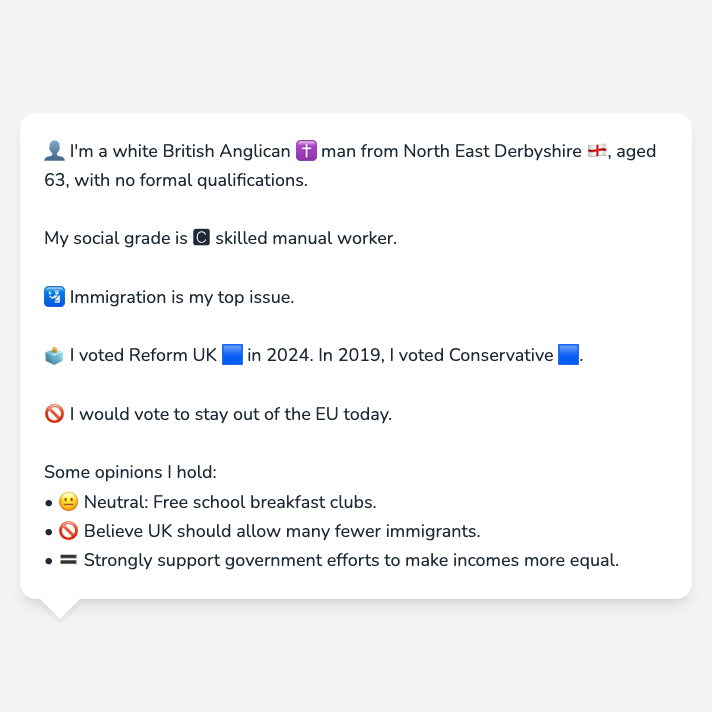 👤 I'm a white British Anglican ✝️ man from North East Derbyshire 🏴󠁧󠁢󠁥󠁮󠁧󠁿, aged
63, with no formal qualifications.
My social grade is 🅲 skilled manual worker.
🛂 Immigration is my top issue.
🗳️ I voted Reform UK 🟦 in 2024. In 2019, I voted Conservative 🟦.
🚫 I would vote to stay out of the EU today.
Some opinions I hold:
• 😐 Neutral: Free school breakfast clubs.
• 🚫 Believe UK should allow many fewer immigrants.
• 🟰 Strongly support government efforts to make incomes more equal.